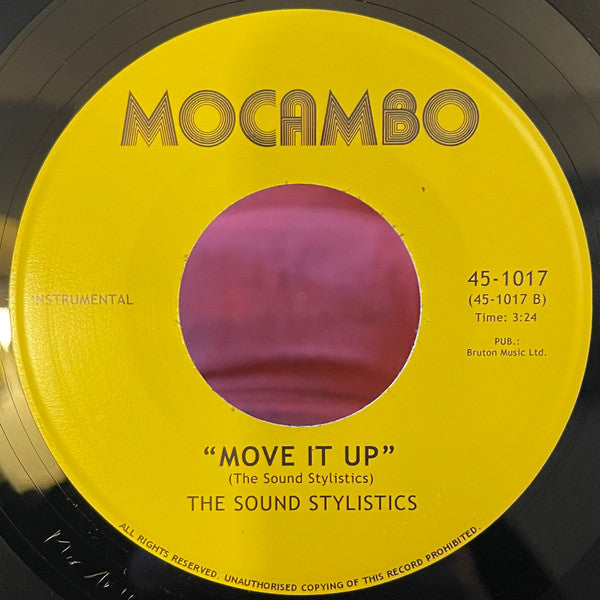 MOCAMBO
INSTRUMENTAL
45-1017
(45-1017 B)
Time: 3:24
PUB.:
Bruton Music Ltd.
"MOVE IT UP"
(The Sound Stylistics)
THE SOUND STYLISTICS
ALL RIGHTS RESERVED. UNAUTHORISED COPYING OF THIS RECORD PROHIBITED.